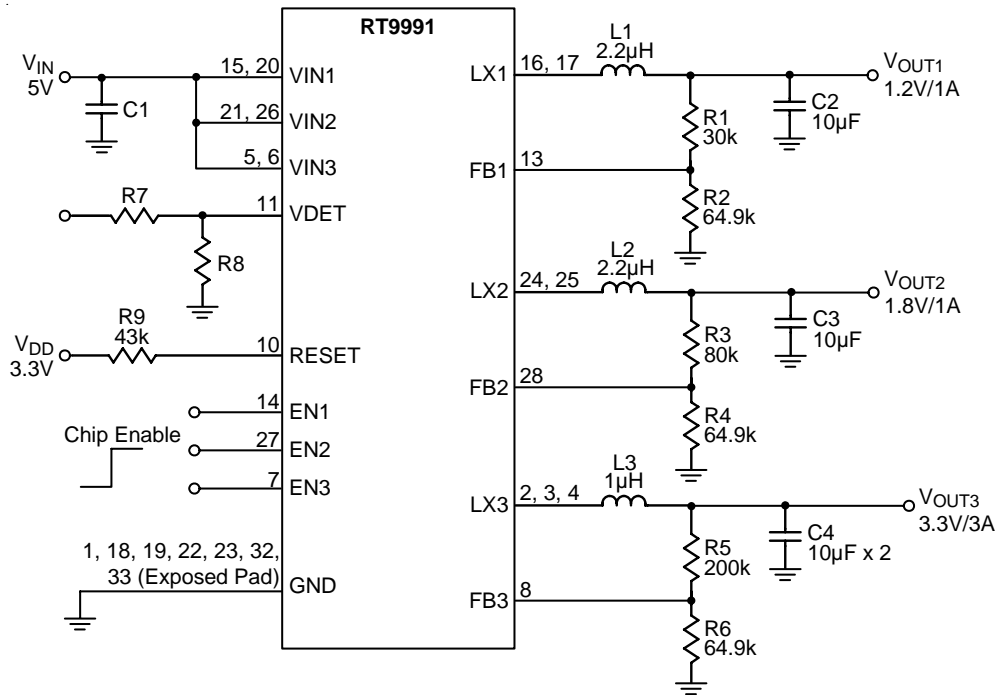 RT9991
VIN
5V
C1
15, 20
VIN1
21, 26
VIN2
5, 6
VIN3
R7
11
VDET
R8
VDD
3.3V
R9
43k
10
RESET
14
EN1
Chip Enable
27
EN2
7
EN3
1, 18, 19, 22, 23, 32,
33 (Exposed Pad)
GND
LX1
16, 17
L1
2.2µH
VOUT1
1.2V/1A
C2
10µF
R1
30k
FB1
13
R2
64.9k
LX2
24, 25
L2
2.2µH
VOUT2
1.8V/1A
C3
10µF
R3
80k
FB2
28
R4
64.9k
LX3
2, 3, 4
L3
1µH
VOUT3
3.3V/3A
C4
10µF x 2
R5
200k
FB3
8
R6
64.9k